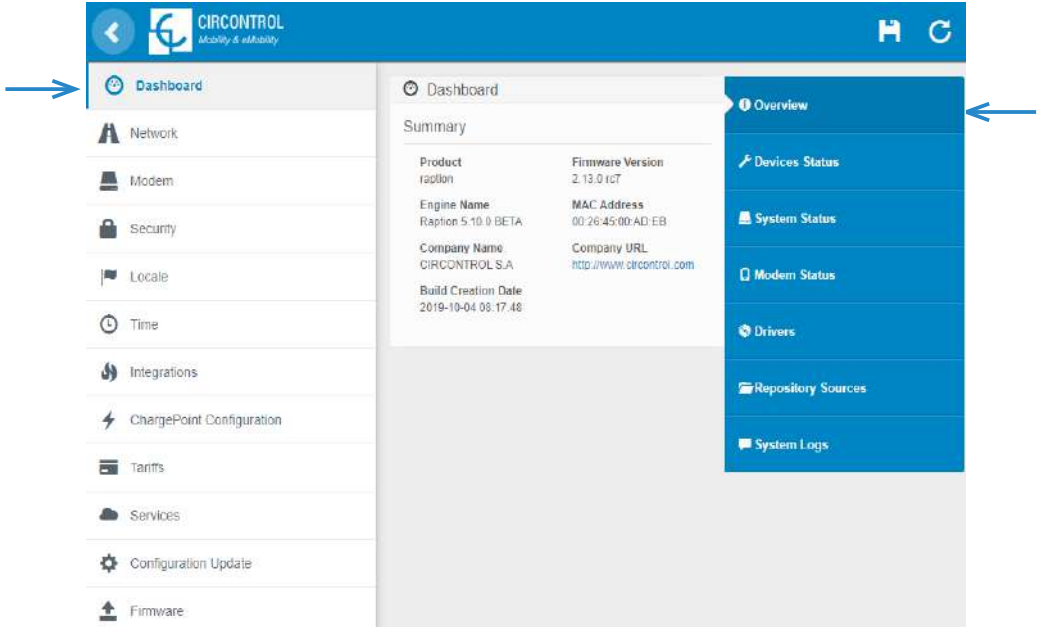 CIRCONTROL
Mobility & eMobility
Dashboard
Network
Modem
Security
Locale
Time
Integrations
ChargePoint Configuration
Tariffs
Services
Configuration Update
Firmware
Dashboard
Summary
Product
raption
Firmware Version
2.13.0 rc7
Engine Name
Raption 5.10.0 BETA
MAC Address
00:26:45:00:AD:EB
Company Name
CIRCONTROL S.A
Company URL
http://www.circontrol.com
Build Creation Date
2019-10-04 08:17:48
Overview
Devices Status
System Status
Modem Status
Drivers
Repository Sources
System Logs